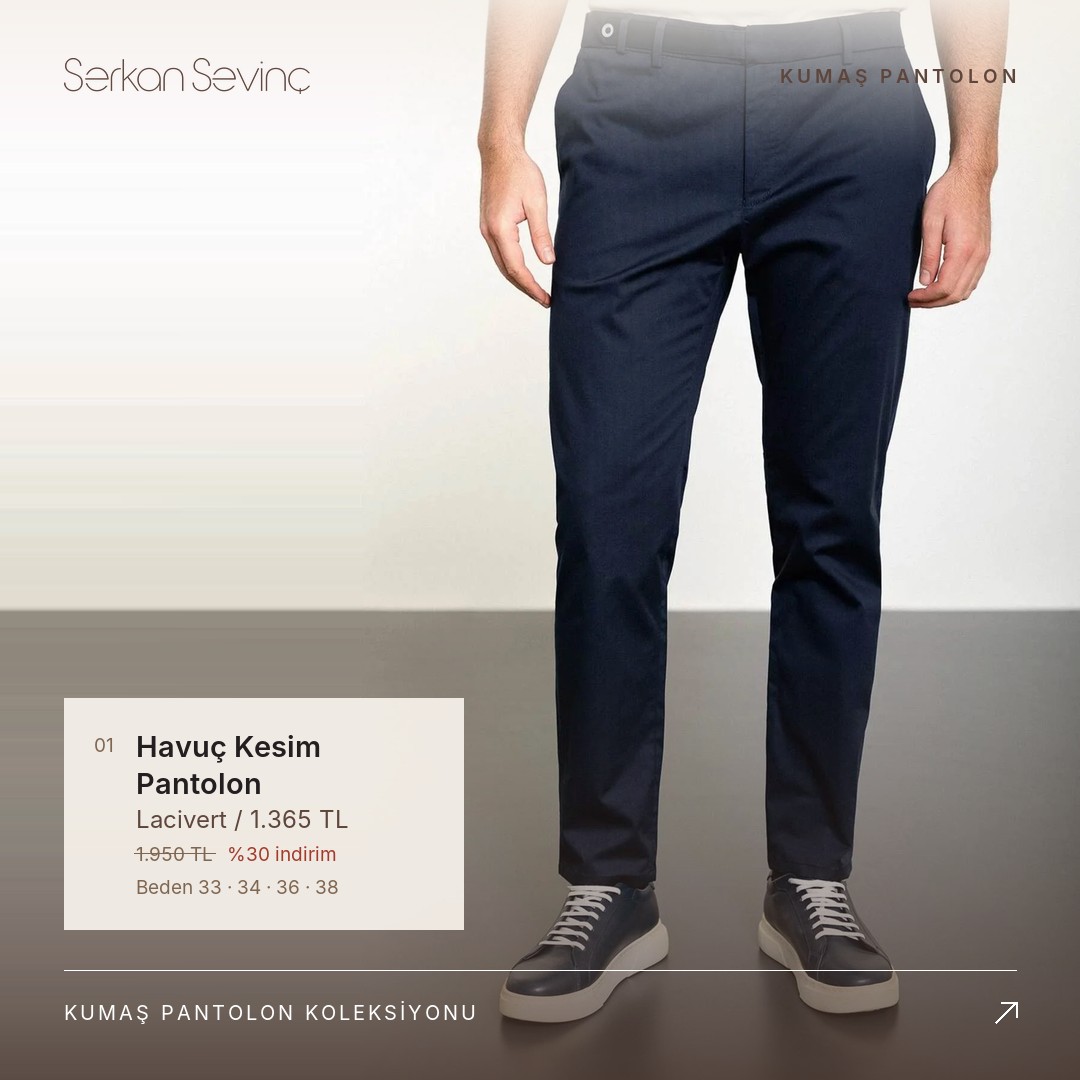 Serkan Sevinç
KUMAŞ PANTOLON
01
Havuç Kesim
Pantolon
Lacivert / 1.365 TL
1.950 TL %30 indirim
Beden 33 · 34 · 36 · 38
KUMAŞ PANTOLON KOLEKSİYONU